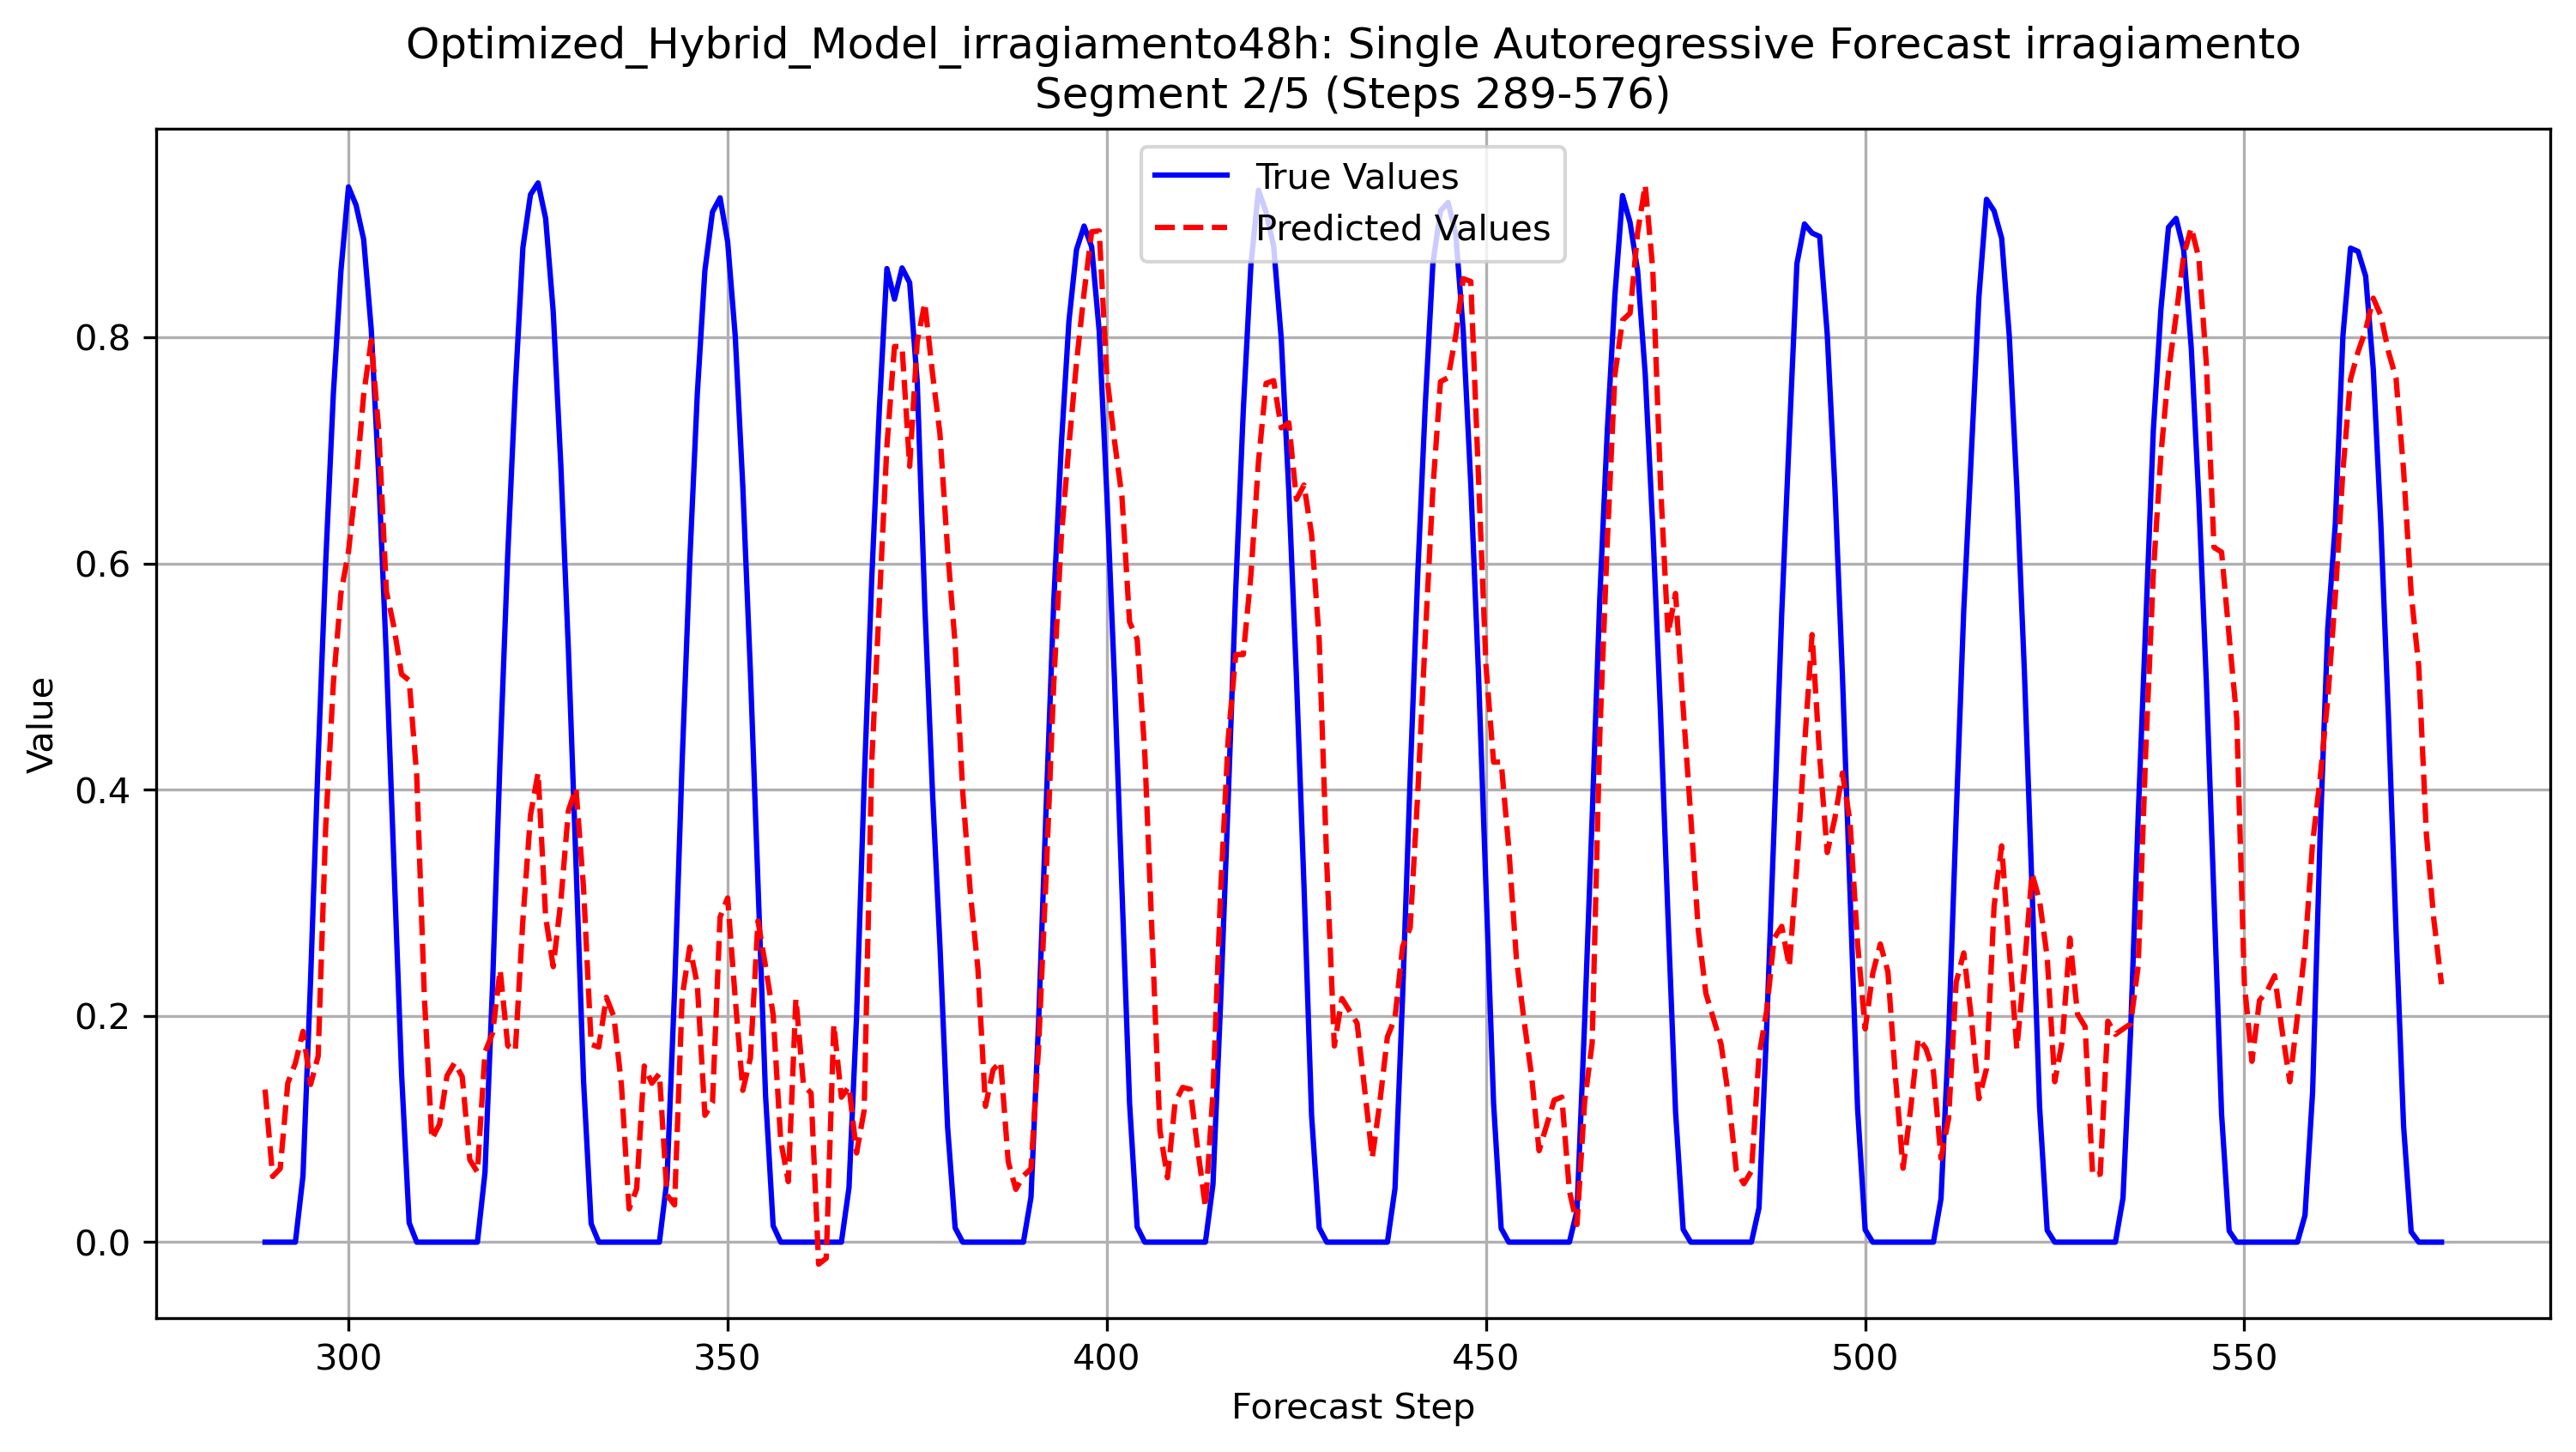 Optimized_Hybrid_Model_irragiamento48h: Single Autoregressive Forecast irragiamento
Segment 2/5 (Steps 289-576)
True Values
Predicted Values
Value
0.8
0.6
0.4
0.2
0.0
300 350 400 450 500 550
Forecast Step